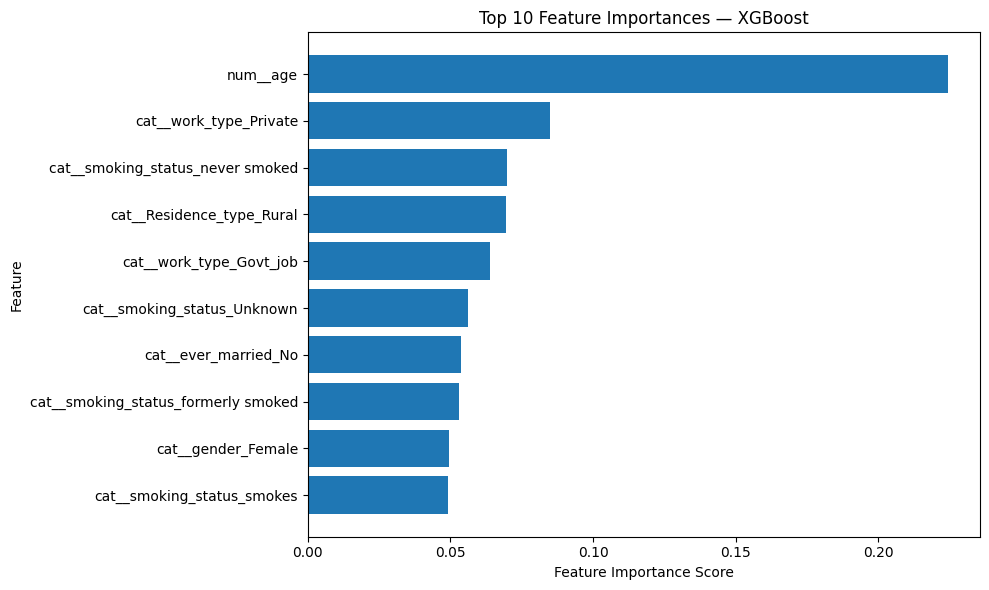 Top 10 Feature Importances — XGBoost
Feature
num__age
cat__work_type_Private
cat__smoking_status_never smoked
cat__Residence_type_Rural
cat__work_type_Govt_job
cat__smoking_status_Unknown
cat__ever_married_No
cat__smoking_status_formerly smoked
cat__gender_Female
cat__smoking_status_smokes
0.00 0.05 0.10 0.15 0.20
Feature Importance Score